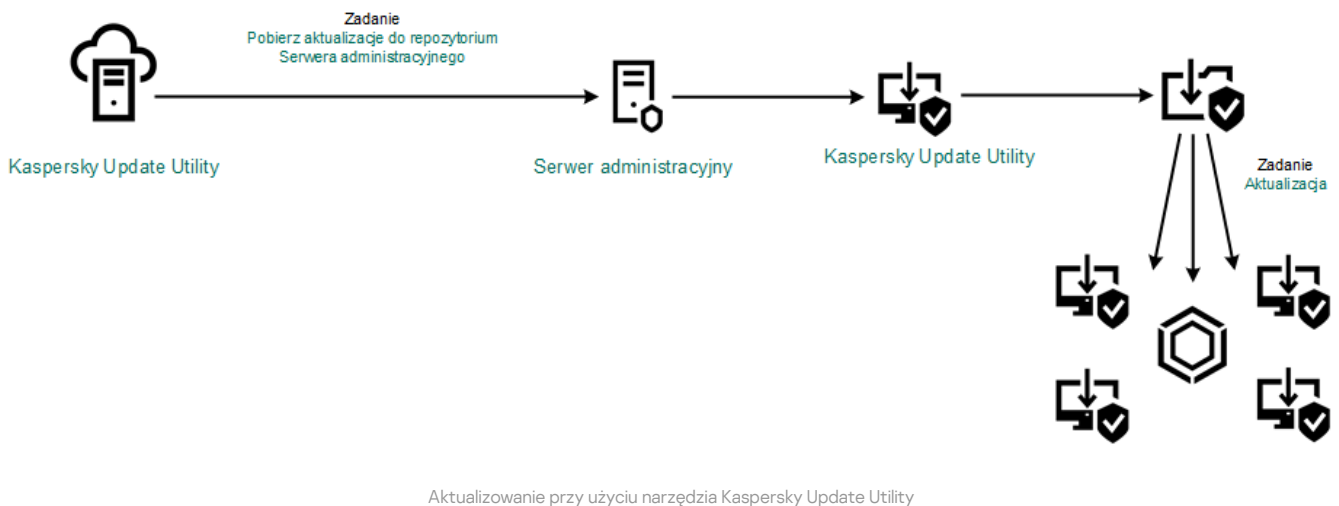 Zadanie
Pobierz aktualizacje do repozytorium
Serwera administracyjnego
Kaspersky Update Utility
Serwer administracyjny
Kaspersky Update Utility
Zadanie
Aktualizacja
Aktualizowanie przy użyciu narzędzia Kaspersky Update Utility